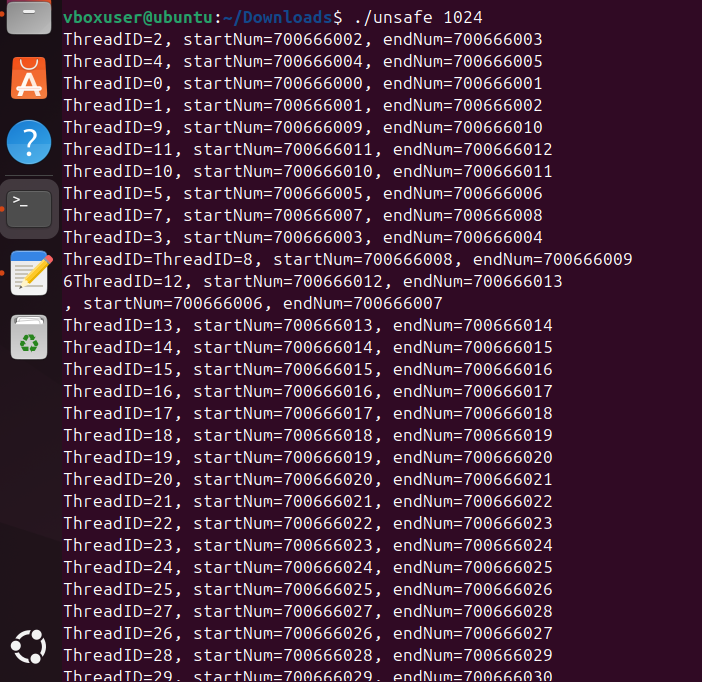 vboxuser@ubuntu:~/Downloads$ ./unsafe 1024
ThreadID=2, startNum=700666002, endNum=700666003
ThreadID=4, startNum=700666004, endNum=700666005
ThreadID=0, startNum=700666000, endNum=700666001
ThreadID=1, startNum=700666001, endNum=700666002
ThreadID=9, startNum=700666009, endNum=700666010
ThreadID=11, startNum=700666011, endNum=700666012
ThreadID=10, startNum=700666010, endNum=700666011
ThreadID=5, startNum=700666005, endNum=700666006
ThreadID=7, startNum=700666007, endNum=700666008
ThreadID=3, startNum=700666003, endNum=700666004
ThreadID=ThreadID=8, startNum=700666008, endNum=700666009
6ThreadID=12, startNum=700666012, endNum=700666013
, startNum=700666006, endNum=700666007
ThreadID=13, startNum=700666013, endNum=700666014
ThreadID=14, startNum=700666014, endNum=700666015
ThreadID=15, startNum=700666015, endNum=700666016
ThreadID=16, startNum=700666016, endNum=700666017
ThreadID=17, startNum=700666017, endNum=700666018
ThreadID=18, startNum=700666018, endNum=700666019
ThreadID=19, startNum=700666019, endNum=700666020
ThreadID=20, startNum=700666020, endNum=700666021
ThreadID=21, startNum=700666021, endNum=700666022
ThreadID=22, startNum=700666022, endNum=700666023
ThreadID=23, startNum=700666023, endNum=700666024
ThreadID=24, startNum=700666024, endNum=700666025
ThreadID=25, startNum=700666025, endNum=700666026
ThreadID=27, startNum=700666027, endNum=700666028
ThreadID=26, startNum=700666026, endNum=700666027
ThreadID=28, startNum=700666028, endNum=700666029
ThreadID=29, startNum=700666029, endNum=700666030